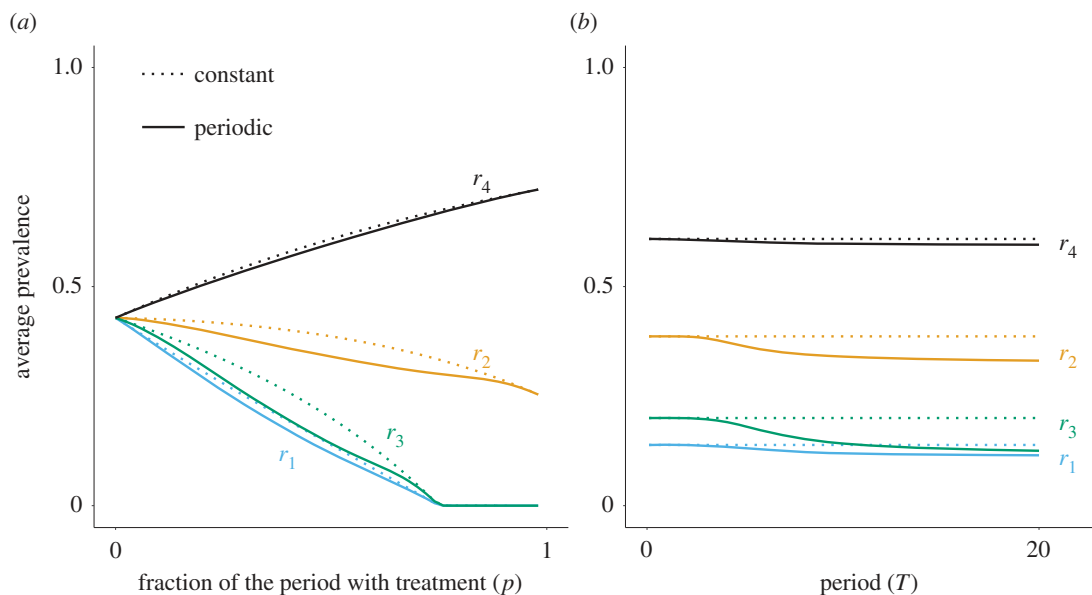 (a)
1.0
0.5
0
average prevalence
constant
periodic
r4
r2
r3
r1
0
1
fraction of the period with treatment (p)
(b)
1.0
0.5
0
r4
r2
r3
r1
0
20
period (T)